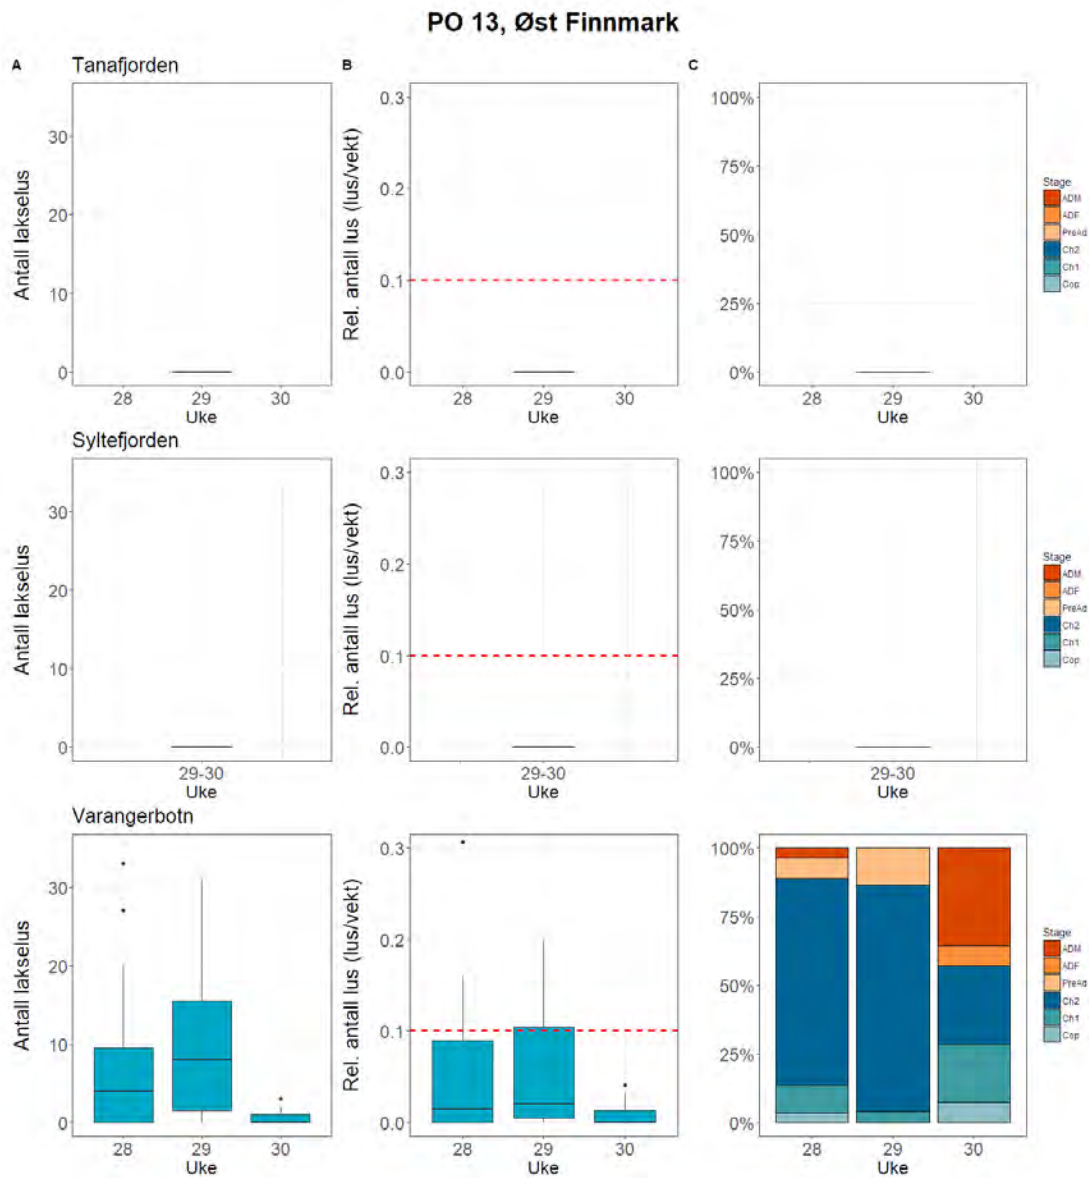 PO 13, Øst Finnmark
A Tanafjorden B C
Antall lakselus
30
20
10
0
28 29 30
Uke
Rel. antall lus (lus/vekt)
0.3
0.2
0.1
0.0
28 29 30
Uke
100%
75%
50%
25%
0%
28 29 30
Uke
Stage
ADM
ADF
PreAd
Ch2
Ch1
Cop
Syltefjorden
Antall lakselus
30
20
10
0
29-30
Uke
Rel. antall lus (lus/vekt)
0.3
0.2
0.1
0.0
29-30
Uke
100%
75%
50%
25%
0%
29-30
Uke
Stage
ADM
ADF
PreAd
Ch2
Ch1
Cop
Varangerbotn
Antall lakselus
30
20
10
0
28 29 30
Uke
Rel. antall lus (lus/vekt)
0.3
0.2
0.1
0.0
28 29 30
Uke
100%
75%
50%
25%
0%
28 29 30
Uke
Stage
ADM
ADF
PreAd
Ch2
Ch1
Cop